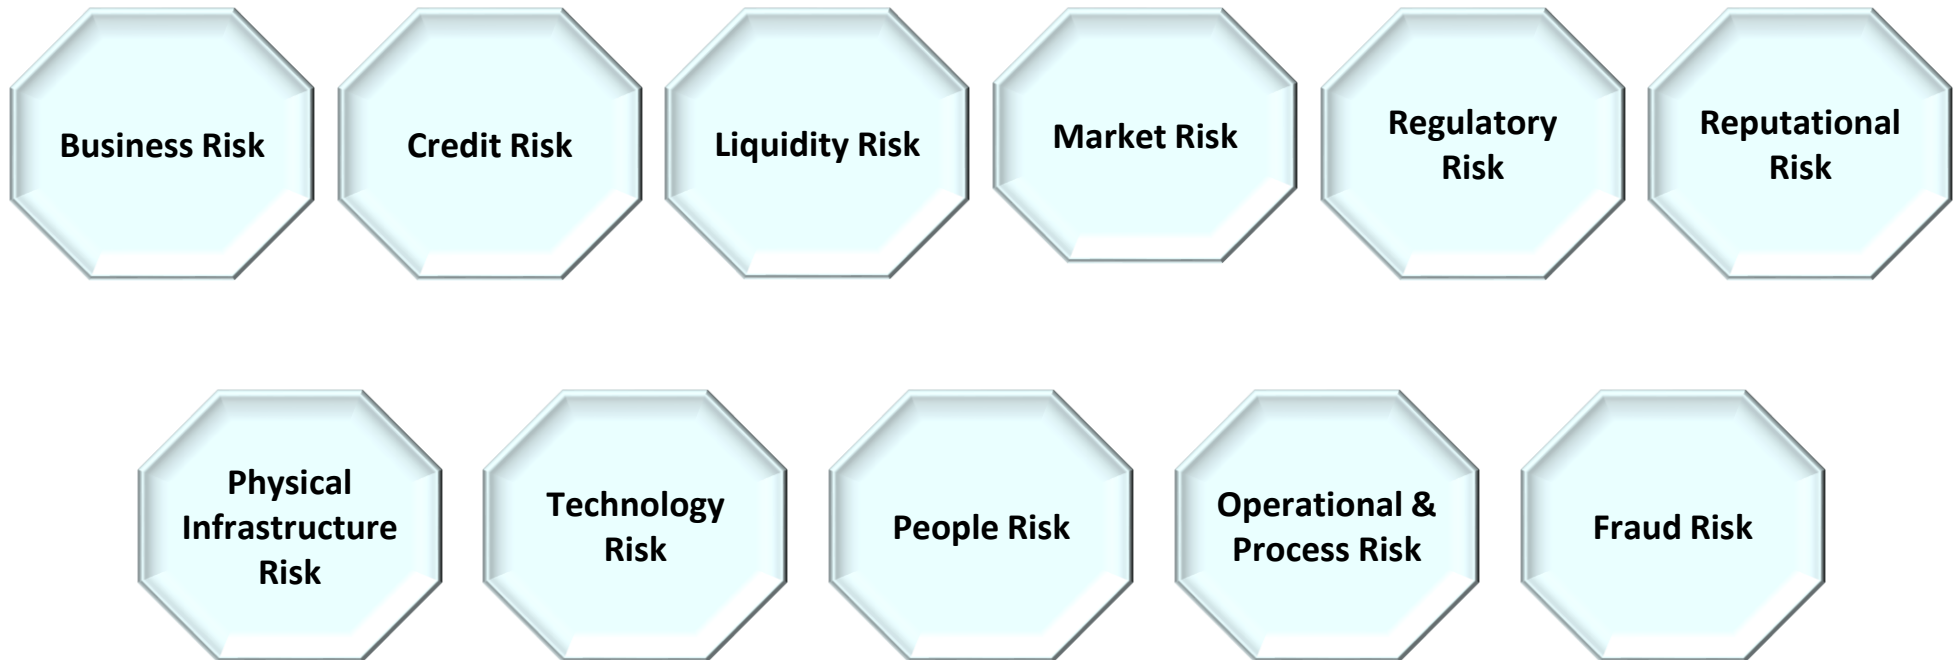 Business Risk
Credit Risk
Liquidity Risk
Market Risk
Regulatory
Risk
Reputational
Risk
Physical
Infrastructure
Risk
Technology
Risk
People Risk
Operational &
Process Risk
Fraud Risk